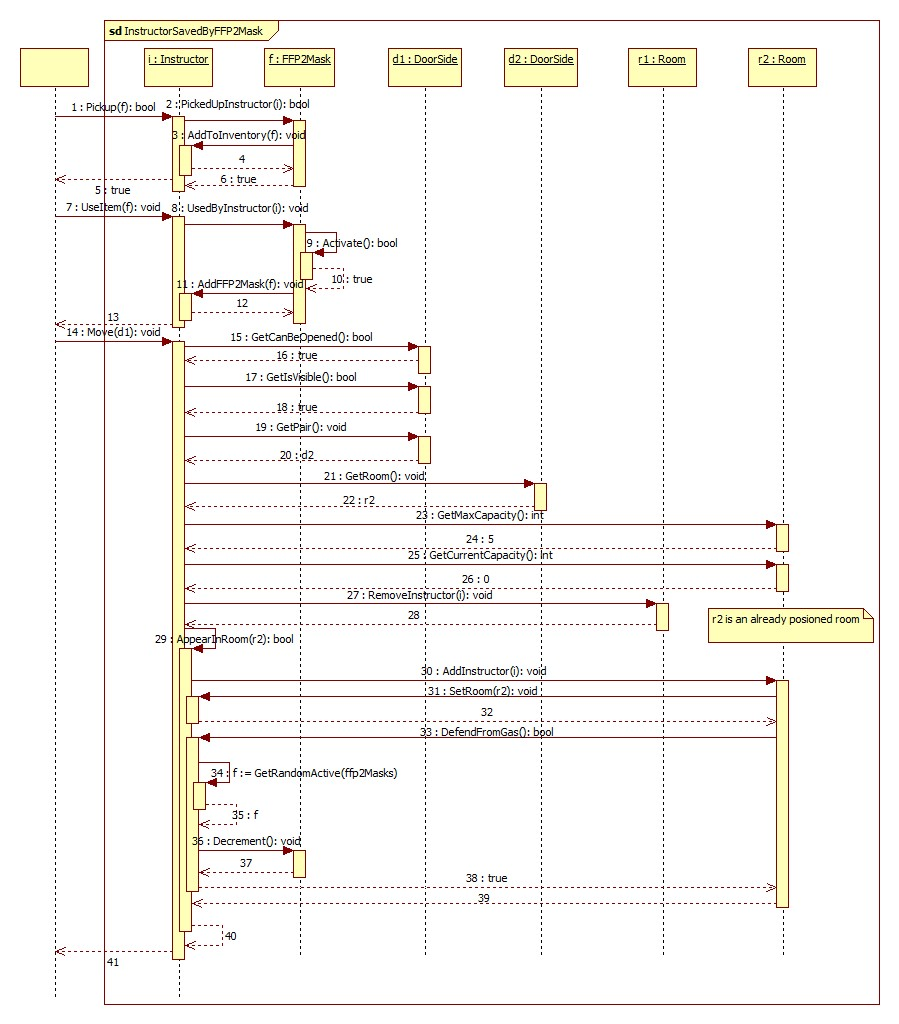 sd InstructorSavedByFFP2Mask
i : Instructor
f : FFP2Mask
d1 : DoorSide
d2 : DoorSide
r1 : Room
r2 : Room
1 : Pickup(f): bool
2 : PickedUpInstructor(i): bool
3 : AddToInventory(f): void
4
6 : true
5 : true
7 : UseItem(f): void
8 : UsedByInstructor(i): void
9 : Activate(): bool
10 : true
11 : AddFFP2Mask(f): void
12
13
14 : Move(d1): void
15 : GetCanBeOpened(): bool
16 : true
17 : GetIsVisible(): bool
18 : true
19 : GetPair(): void
20 : d2
21 : GetRoom(): void
22 : r2
23 : GetMaxCapacity(): int
24 : 5
25 : GetCurrentCapacity(): int
26 : 0
27 : RemoveInstructor(i): void
28
r2 is an already posioned room
29 : AppearInRoom(r2): bool
30 : AddInstructor(i): void
31 : SetRoom(r2): void
32
33 : DefendFromGas(): bool
34 : f := GetRandomActive(ffp2Masks)
35 : f
36 : Decrement(): void
37
38 : true
39
40
41